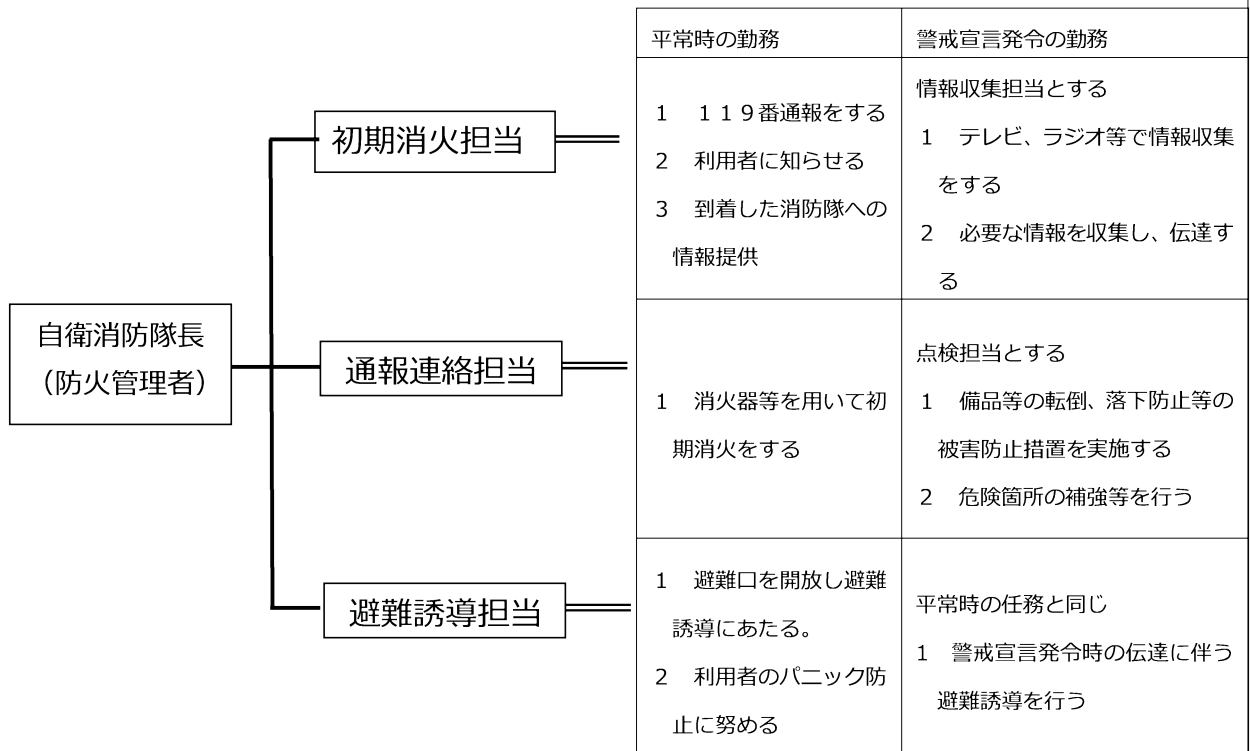 平常時の勤務
警戒宣言発令の勤務
初期消火担当
1 119番通報をする
2 利用者に知らせる
3 到着した消防隊への
情報提供
情報収集担当とする
1 テレビ、ラジオ等で情報収集
をする
2 必要な情報を収集し、伝達す
る
自衛消防隊長
（防火管理者）
通報連絡担当
1 消火器等を用いて初
期消火をする
点検担当とする
1 備品等の転倒、落下防止等の
被害防止措置を実施する
2 危険箇所の補強等を行う
避難誘導担当
1 避難口を開放し避難
誘導にあたる。
2 利用者のパニック防
止に努める
平常時の任務と同じ
1 警戒宣言発令時の伝達に伴う
避難誘導を行う